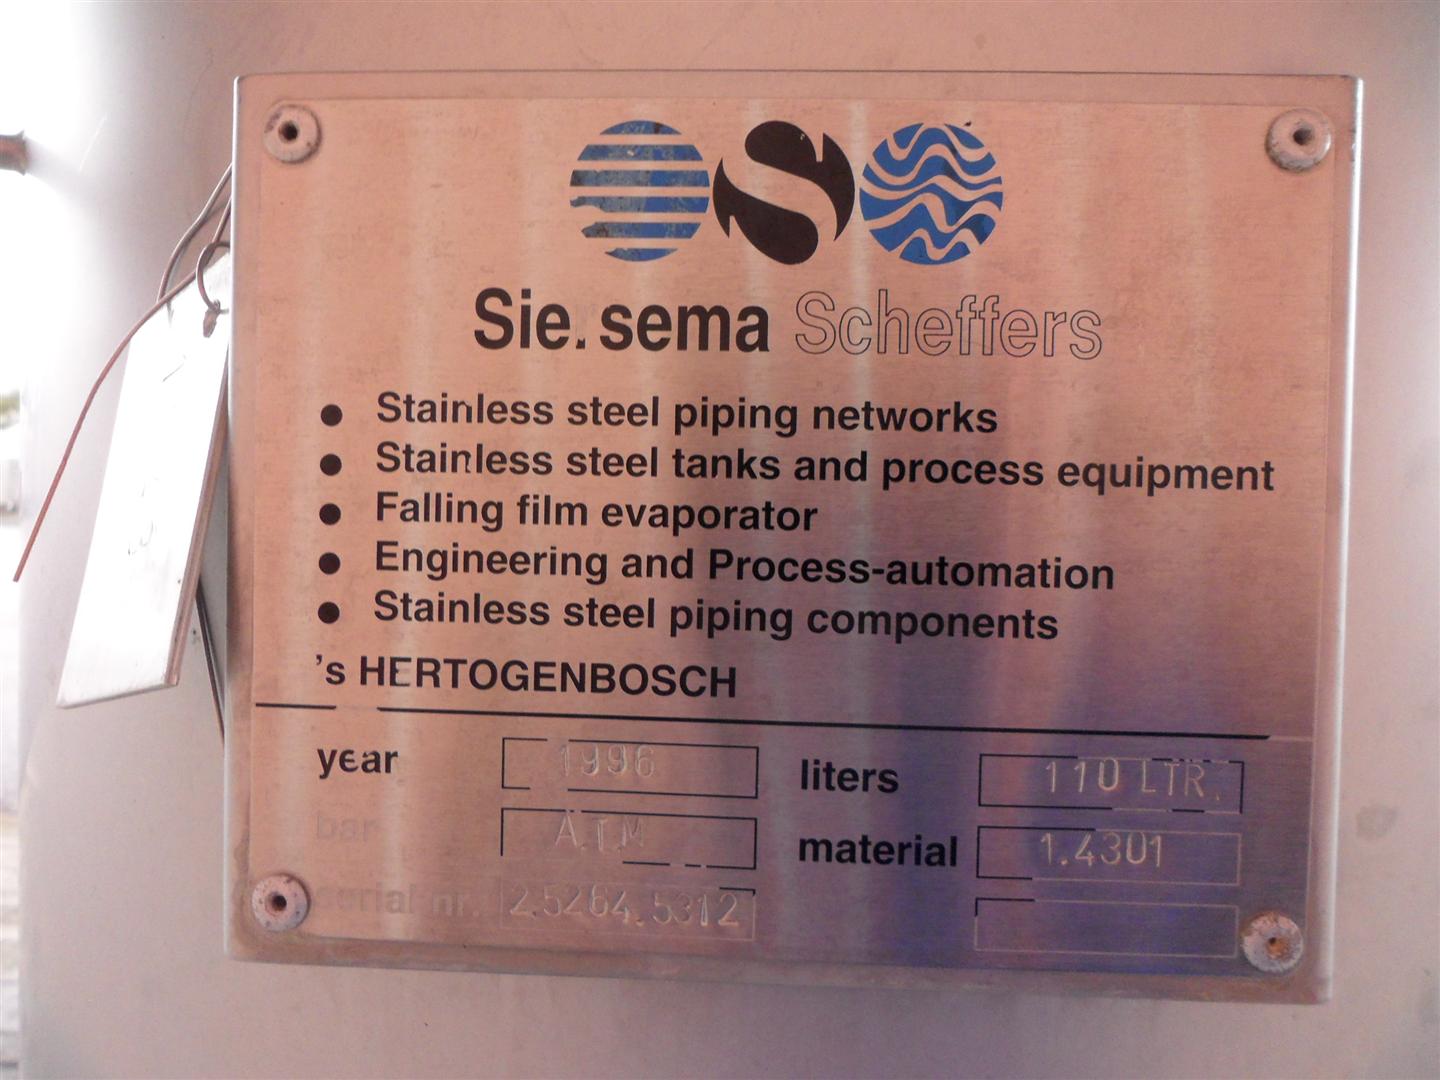 Sie.sema Scheffers
• Stainless steel piping networks
• Stainless steel tanks and process equipment
• Falling film evaporator
• Engineering and Process-automation
• Stainless steel piping components
's HERTOGENBOSCH
year 1996 liters 110 LTR.
bar A.T.M material 1.4301
serial nr. 2.5264.5312